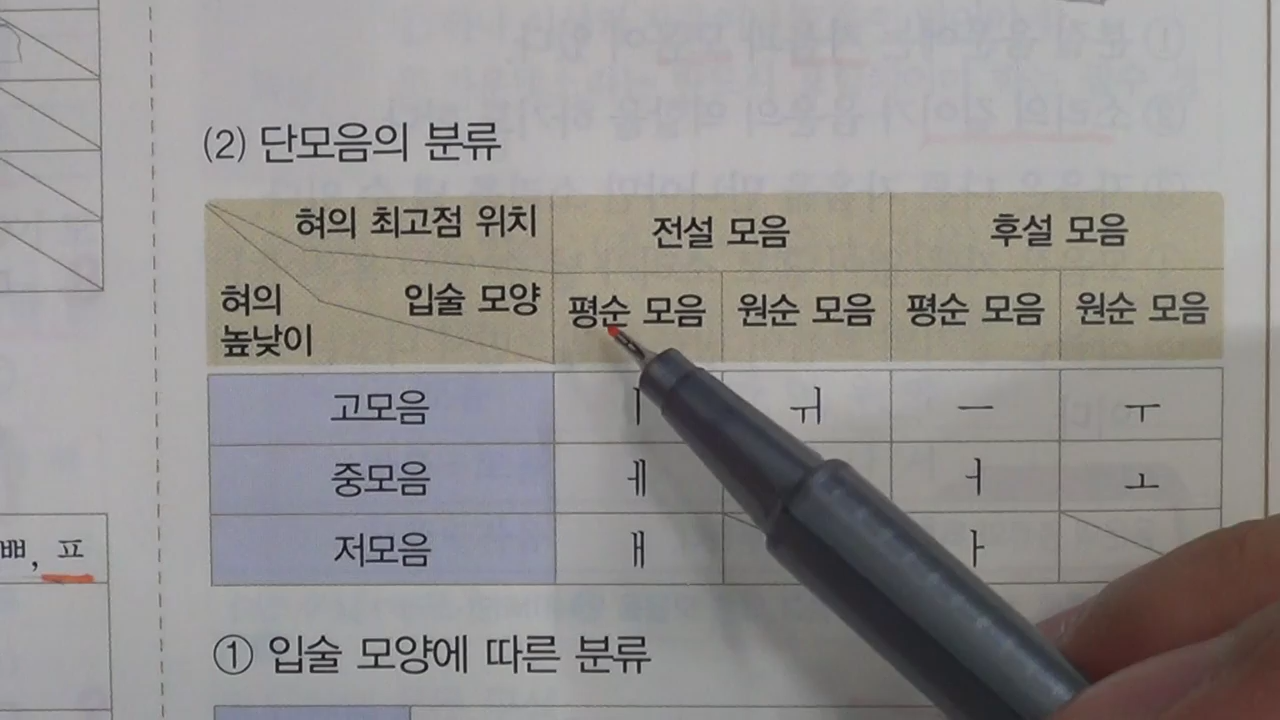 (2) 단모음의 분류
혀의 최고점 위치 전설 모음 후설 모음
혀의 높낮이 입술 모양 평순 모음 원순 모음 평순 모음 원순 모음
고모음 ㅣ ㅟ ㅡ ㅜ
중모음 ㅔ ㅓ ㅗ
저모음 ㅐ ㅏ
ㅃ, ㅍ
① 입술 모양에 따른 분류